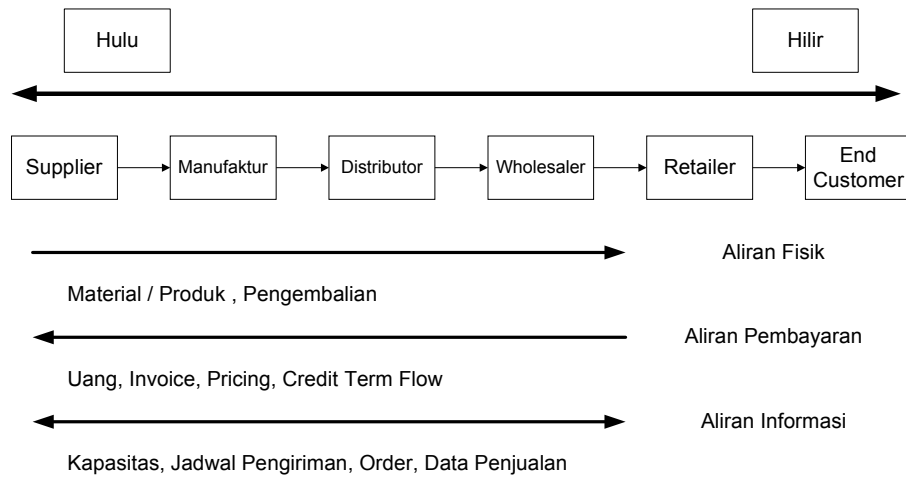 Hulu
Hilir
Supplier
Manufaktur
Distributor
Wholesaler
Retailer
End
Customer
Aliran Fisik
Material / Produk , Pengembalian
Aliran Pembayaran
Uang, Invoice, Pricing, Credit Term Flow
Aliran Informasi
Kapasitas, Jadwal Pengiriman, Order, Data Penjualan